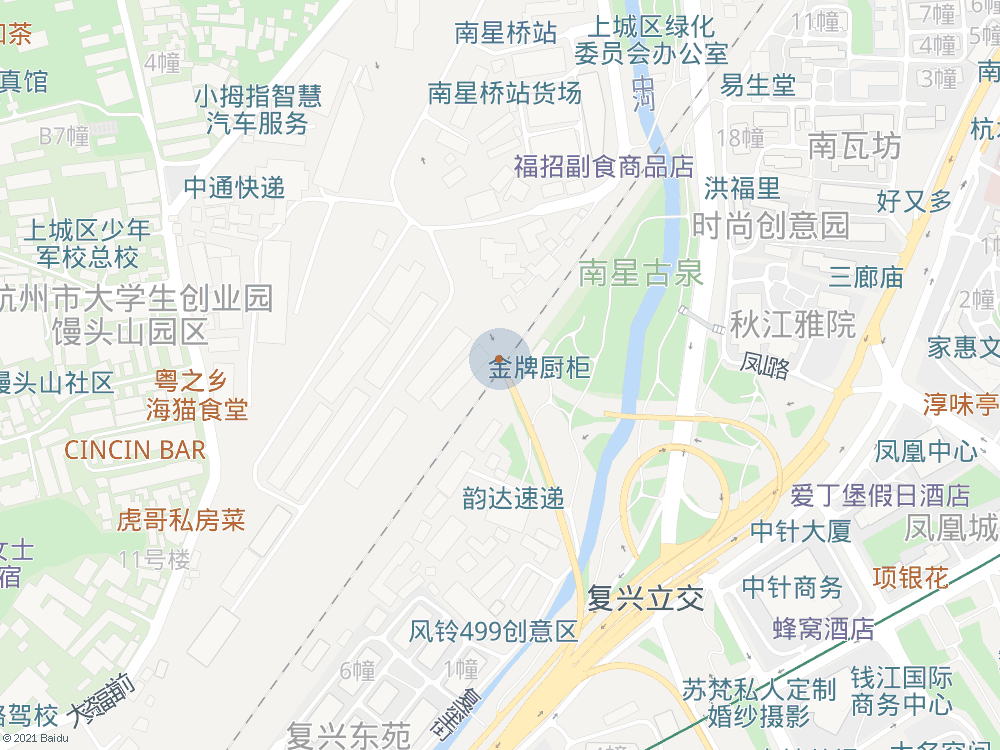 南星桥站
上城区绿化
委员会办公室
11幢
7幢
4幢
3幢
5幢
4幢
真馆
小拇指智慧
汽车服务
南星桥站货场
中河
易生堂
B7幢
18幢
南瓦坊
福招副食商品店
中通快递
洪福里
好又多
上城区少年
军校总校
时尚创意园
南星古泉
三廊庙
杭州市大学生创业园
馒头山园区
2幢
秋江雅院
家惠文
凤山路
金牌厨柜
馒头山社区
粤之乡
海猫食堂
淳味亭
CINCIN BAR
凤凰中心
韵达速递
爱丁堡假日酒店
虎哥私房菜
中针大厦
凤凰城
女士
宿
11号楼
中针商务
项银花
复兴立交
风铃499创意区
蜂窝酒店
6幢
1幢
苏梵私人定制
婚纱摄影
钱江国际
商务中心
复兴街
路驾校
复兴东苑
© 2021 Baidu